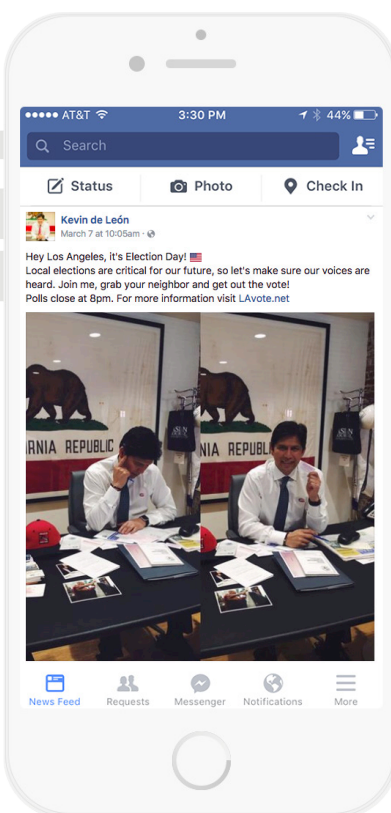 AT&T 3:30 PM 44%
Search
Status Photo Check In
Kevin de León
March 7 at 10:05am ·
Hey Los Angeles, it's Election Day! 🇺🇸
Local elections are critical for our future, so let's make sure our voices are
heard. Join me, grab your neighbor and get out the vote!
Polls close at 8pm. For more information visit LAvote.net
RNIA REPUBLIC
RNIA REPUBL
News Feed Requests Messenger Notifications More